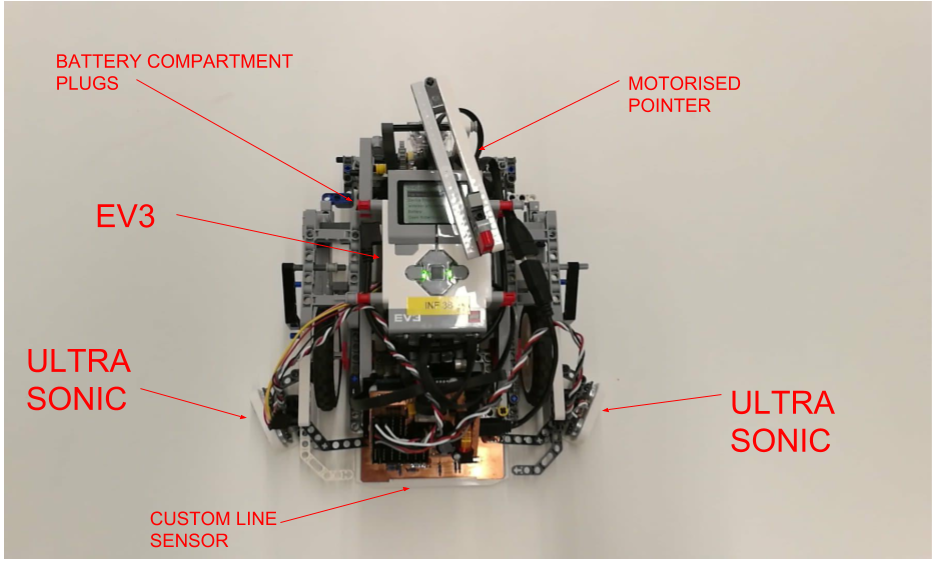 BATTERY COMPARTMENT
PLUGS
MOTORISED
POINTER
EV3
ULTRA
SONIC
ULTRA
SONIC
CUSTOM LINE
SENSOR
EV3